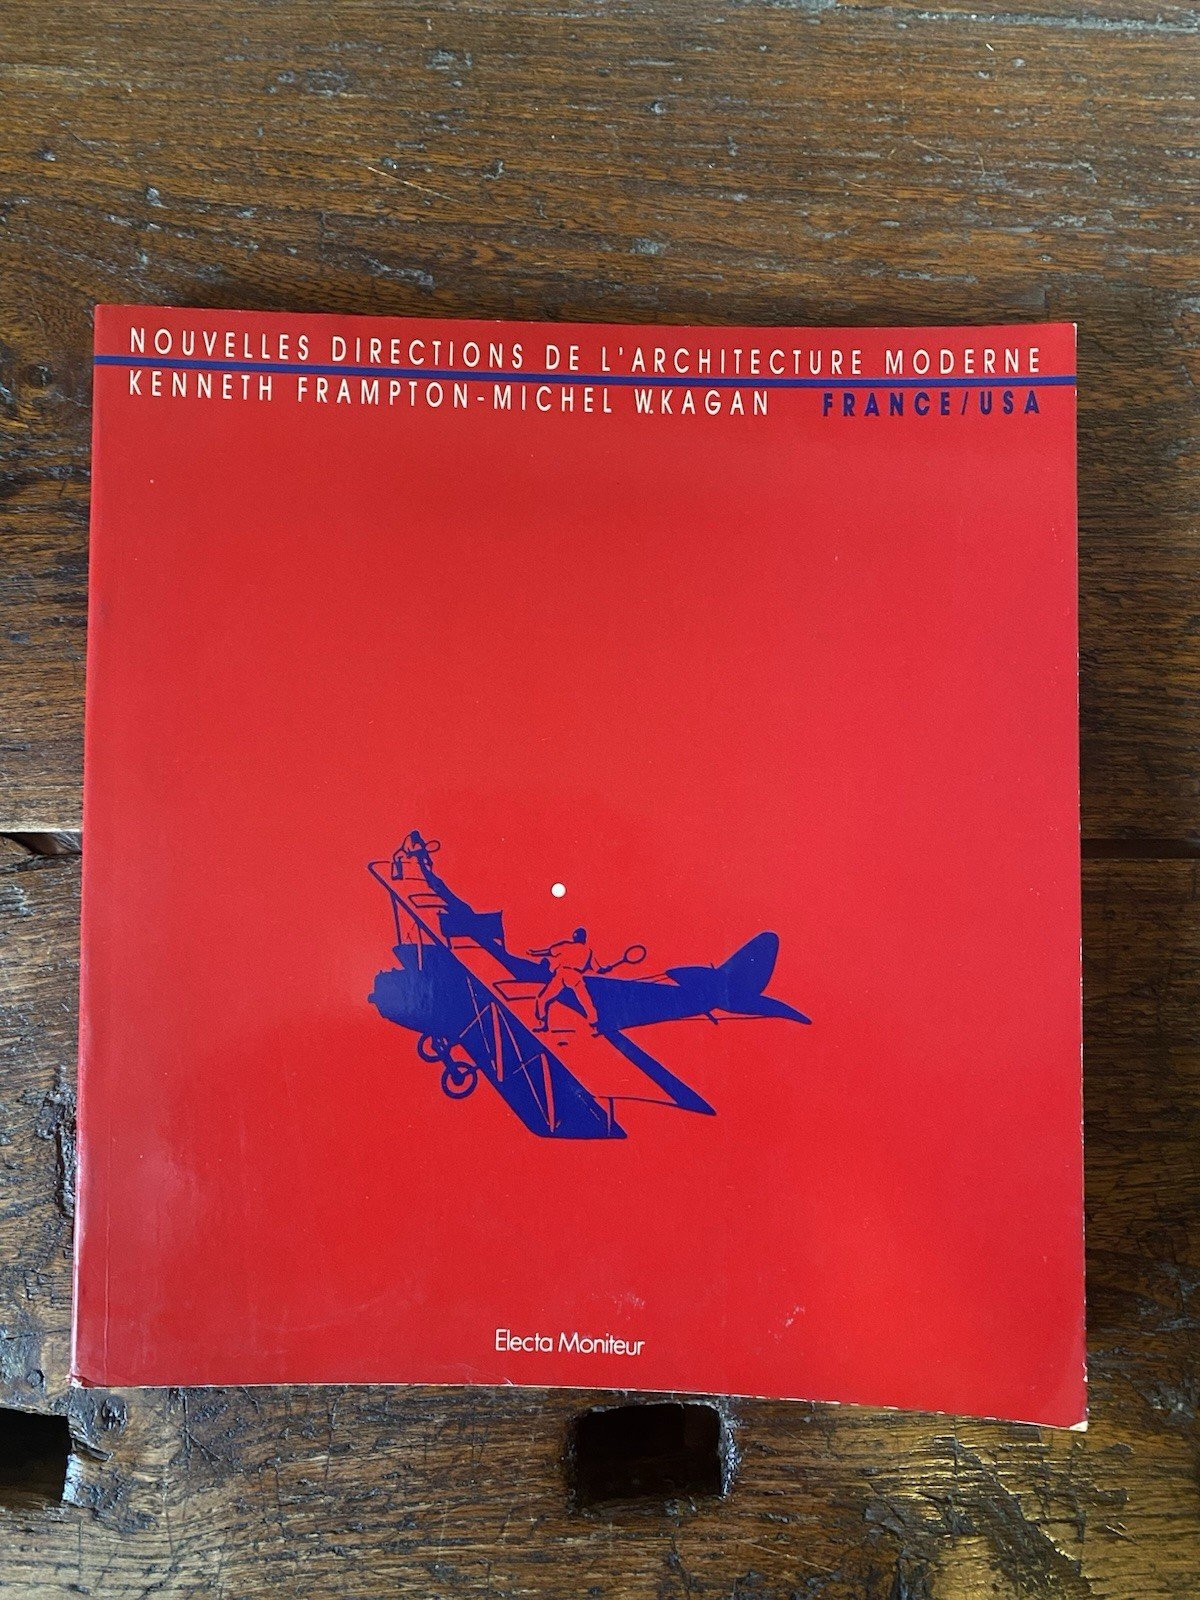 NOUVELLES DIRECTIONS DE L'ARCHITECTURE MODERNE
KENNETH FRAMPTON-MICHEL W.KAGAN FRANCE/USA
Electa Moniteur